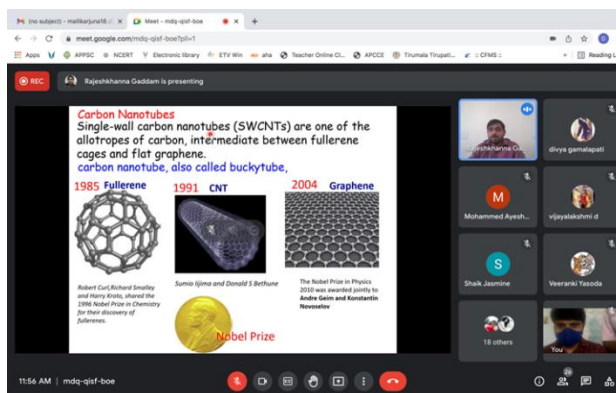 (no subject) - mallikarjuna18.d
Meet - mdq-qisf-boe
meet.google.com/mdq-qisf-boe?pli=1
Apps
APPSC
NCERT
Electronic library
ETV Win
aha
Teacher Online Cl...
APCCE
Tirumala Tirupati...
:: CFMS ::
Reading L
REC
Rajeshkhanna Gaddam is presenting
Carbon Nanotubes
Single-wall carbon nanotubes (SWCNTs) are one of the
allotropes of carbon, intermediate between fullerene
cages and flat graphene.
carbon nanotube, also called buckytube,
1985 Fullerene
1991 CNT
2004 Graphene
Robert Curl,Richard Smalley
and Harry Kroto, shared the
1996 Nobel Prize in Chemistry
for their discovery of
fullerenes.
Sumio Iijima and Donald S Bethune
The Nobel Prize in Physics
2010 was awarded jointly to
Andre Geim and Konstantin
Novoselov
Nobel Prize
Rajeshkhanna Ga...
divya gamalapati
M
Mohammed Ayesh...
vijayalakshmi d
S
Shaik Jasmine
Veeranki Yasoda
18 others
You
11:56 AM | mdq-qisf-boe